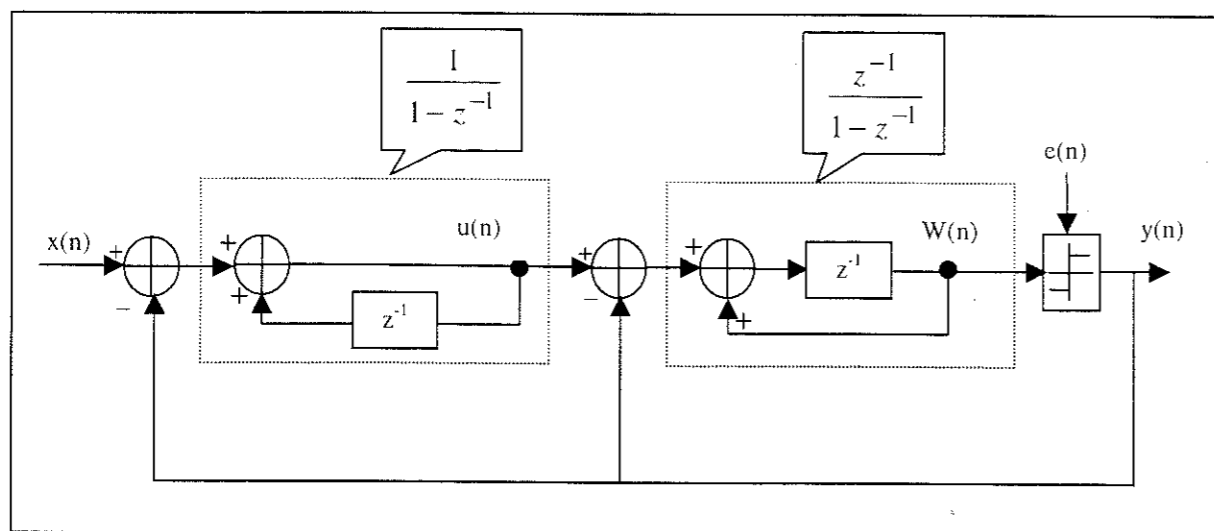 1
1 − z⁻¹
z⁻¹
1 − z⁻¹
e(n)
x(n)
+
−
+
+
u(n)
z⁻¹
+
−
+
+
z⁻¹
W(n)
y(n)